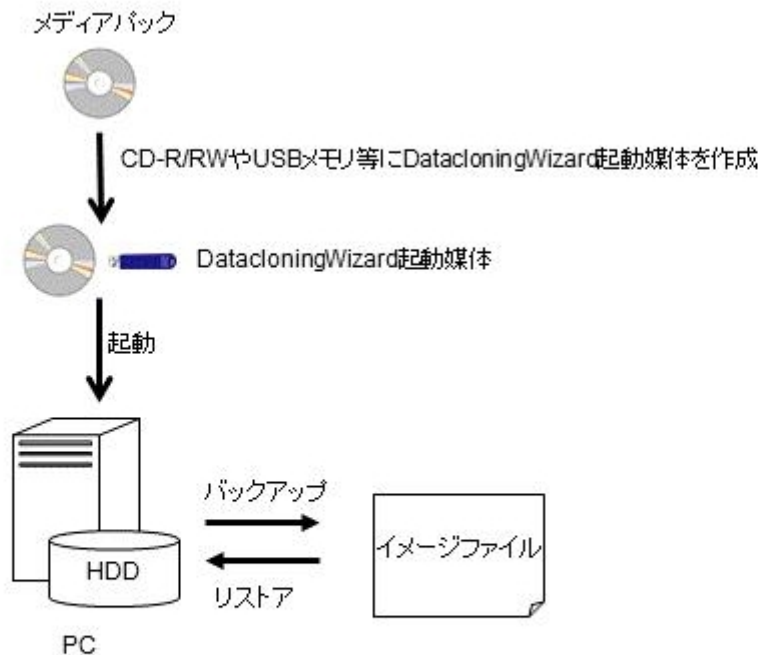 メディアパック
CD-R/RWやUSBメモリ等にDatacloningWizard起動媒体を作成
DatacloningWizard起動媒体
起動
バックアップ
イメージファイル
HDD
リストア
PC